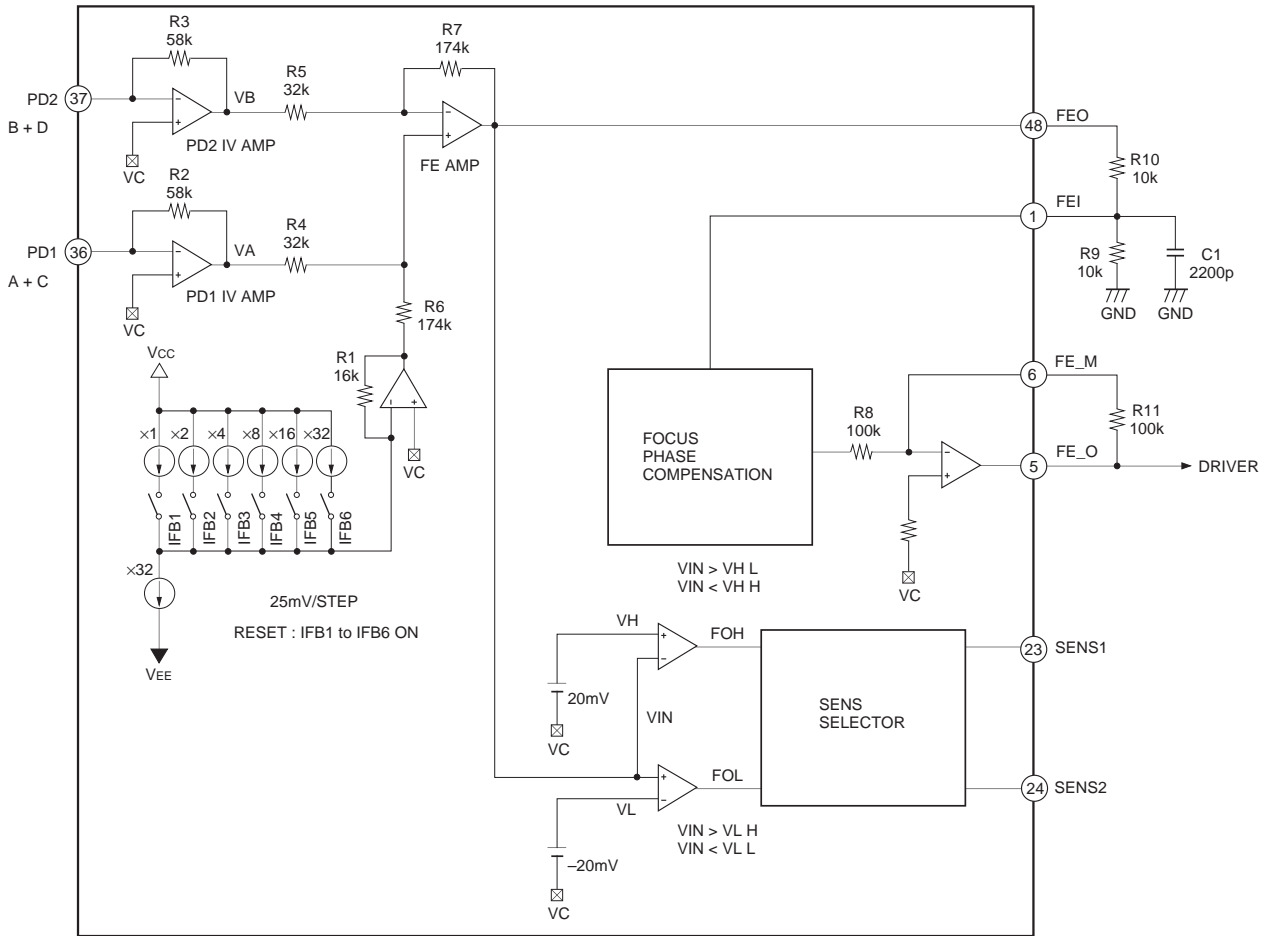 R3
58k
R7
174k
R5
32k
PD2
37
VB
B + D
PD2 IV AMP
VC
FE AMP
48
FEO
R10
10k
R2
58k
R4
32k
1
FEI
PD1
36
VA
A + C
PD1 IV AMP
VC
R9
10k
C1
2200p
GND
GND
R6
174k
VCC
R1
16k
VC
×1
×2
×4
×8
×16
×32
IFB1
IFB2
IFB3
IFB4
IFB5
IFB6
×32
25mV/STEP
RESET : IFB1 to IFB6 ON
VEE
FOCUS
PHASE
COMPENSATION
R8
100k
6
FE_M
R11
100k
5
FE_O
DRIVER
VC
VIN > VH L
VIN < VH H
VH
FOH
20mV
VC
VIN
SENS
SELECTOR
23
SENS1
FOL
VL
24
SENS2
VIN > VL H
VIN < VL L
–20mV
VC
+
–